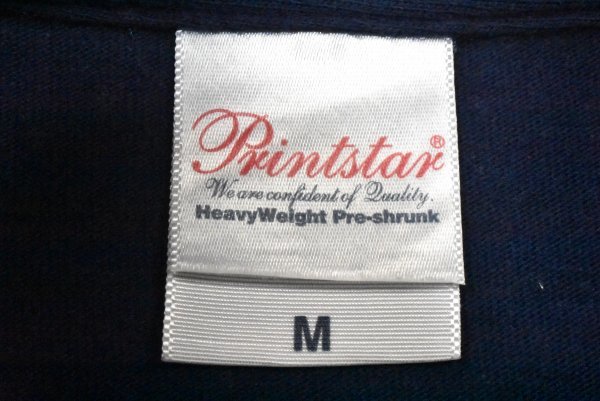 Printstar®
We are confident of Quality.
HeavyWeight Pre-shrunk
M